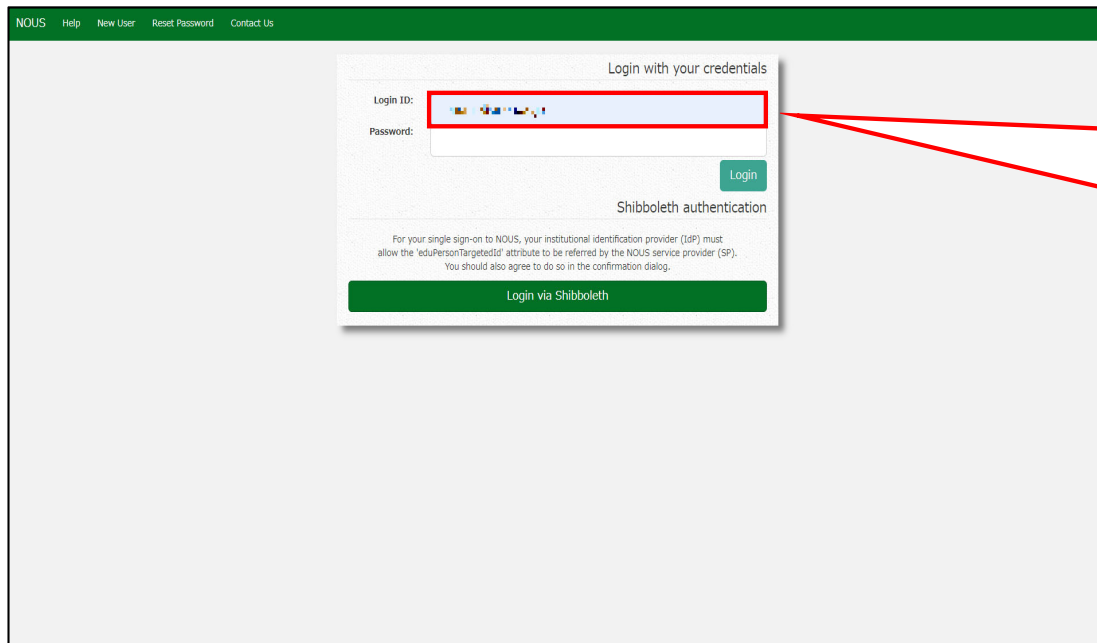 NOUS Help New User Reset Password Contact Us
Login with your credentials
Login ID:
Password:
Login
Shibboleth authentication
For your single sign-on to NOUS, your institutional identification provider (IdP) must
allow the 'eduPersonTargetedId' attribute to be referred by the NOUS service provider (SP).
You should also agree to do so in the confirmation dialog.
Login via Shibboleth